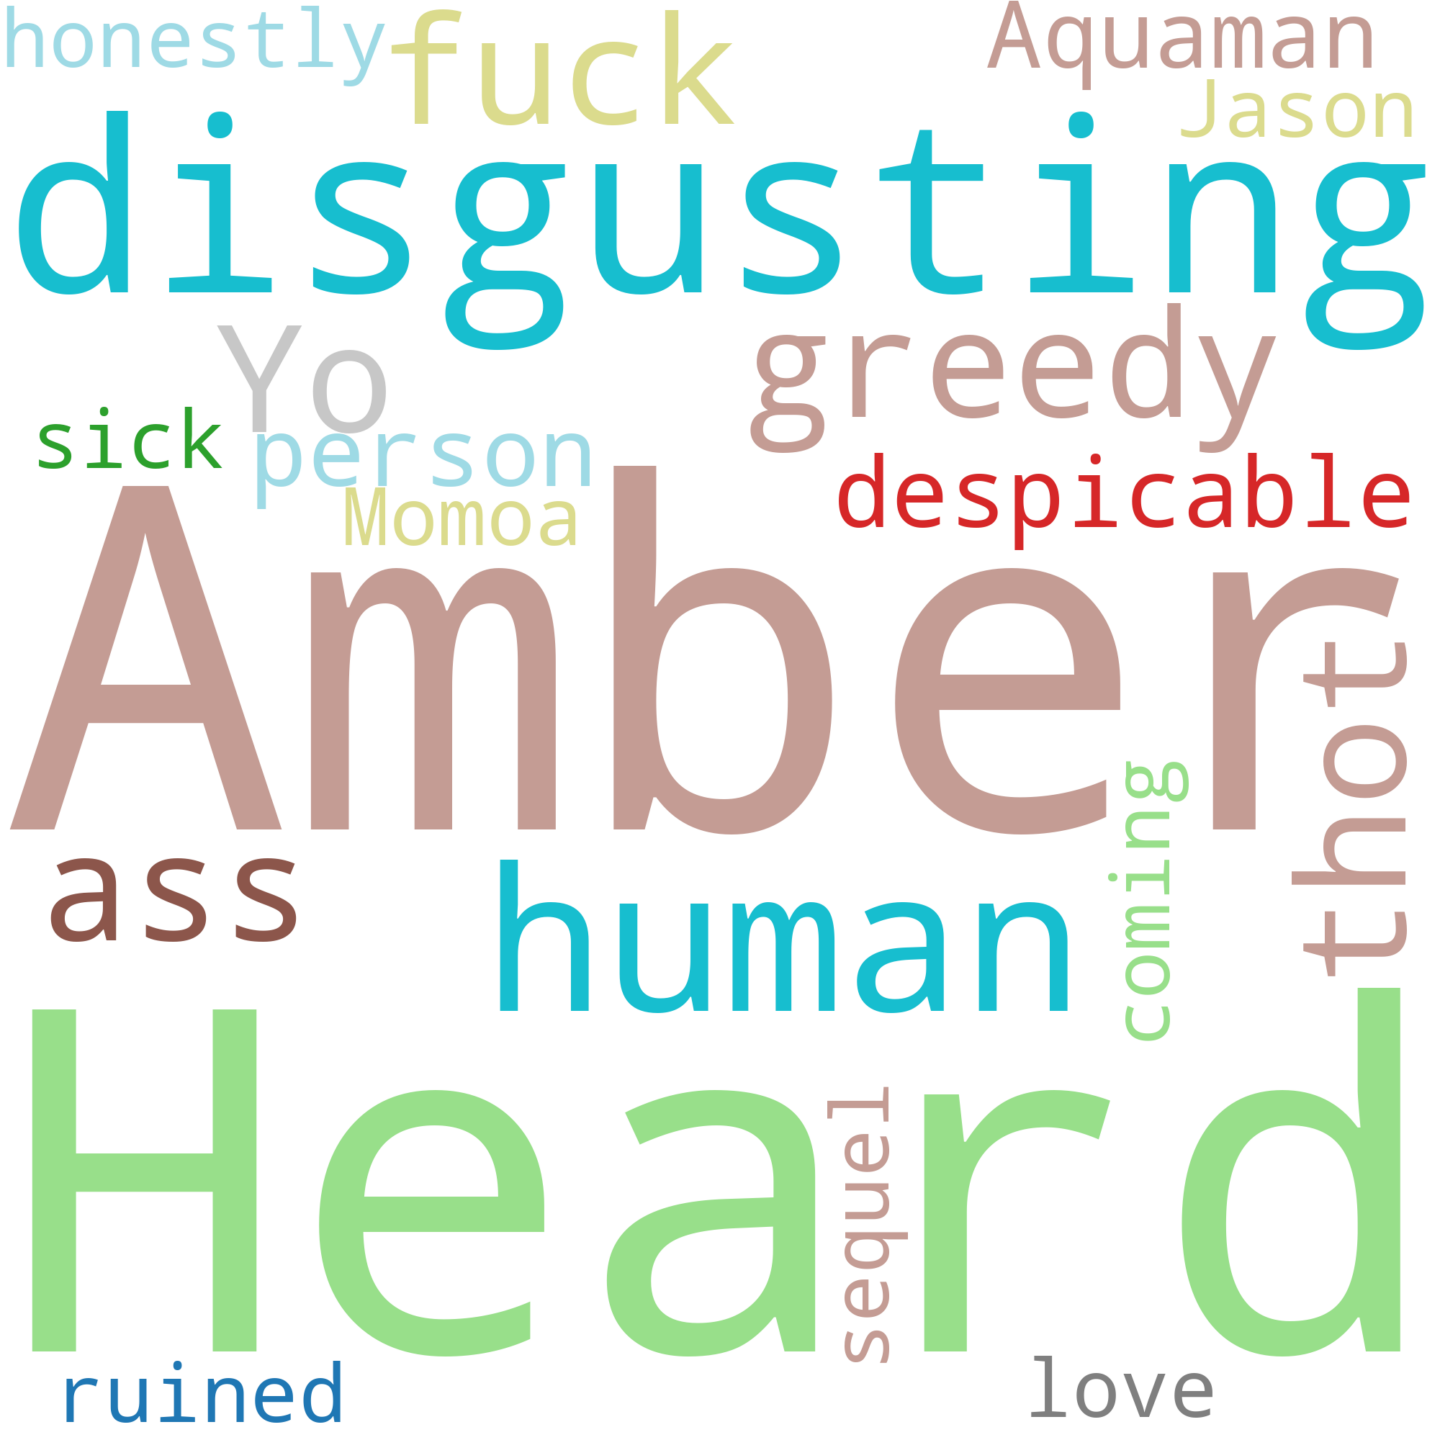 honestly
fuck
Aquaman
Jason
disgusting
Yo
greedy
sick
person
despicable
Momoa
Amber
thot
coming
ass
human
Heard
sequel
ruined
love